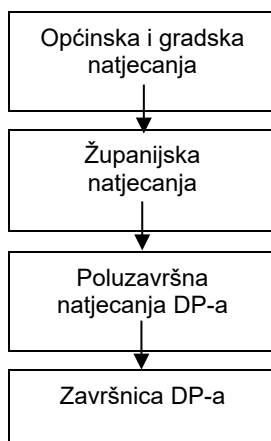 Općinska i gradska
natjecanja
Županijska
natjecanja
Poluzavršna
natjecanja DP-a
Završnica DP-a